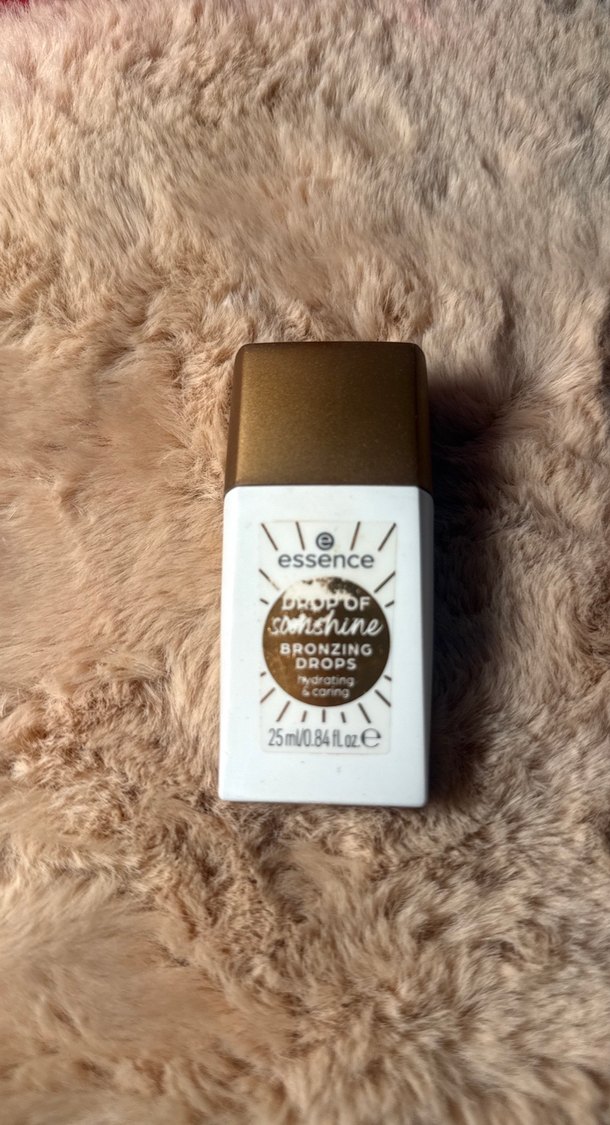 e
essence
DROP OF
sunshine
BRONZING
DROPS
hydrating
& caring
25 ml/0.84 fl.oz.℮